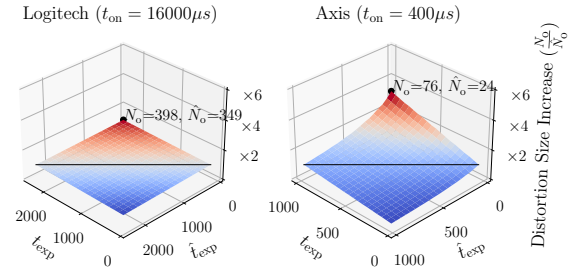 Logitech (t_on = 16000μs)
Axis (t_on = 400μs)
N_o=398, N̂_o=349
×6
×4
×2
2000
1000
0
t_exp
2000
1000
0
t̂_exp
N_o=76, N̂_o=24
×6
×4
×2
1000
500
0
t_exp
1000
500
0
t̂_exp
Distortion Size Increase (N_o/N̂_o)